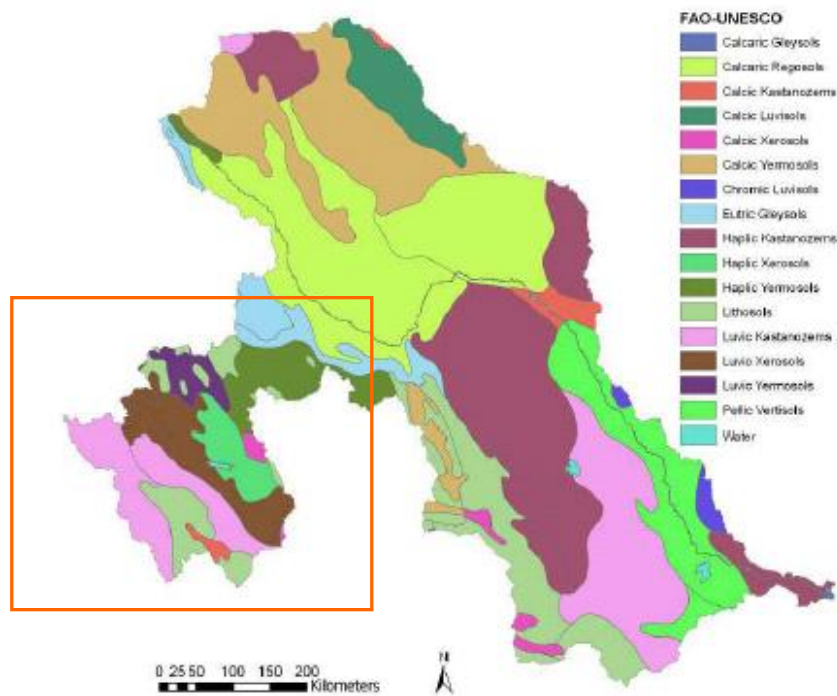 FAO-UNESCO
Calcaric Gleysols
Calcaric Regosols
Calcic Kastanozems
Calcic Luvisols
Calcic Xerosols
Calcic Yermosols
Chromic Luvisols
Eutric Gleysols
Haplic Kastanozems
Haplic Xerosols
Haplic Yermosols
Lithosols
Luvic Kastanozems
Luvic Xerosols
Luvic Yermosols
Pellic Vertisols
Water
N
0 25 50 100 150 200
Kilometers